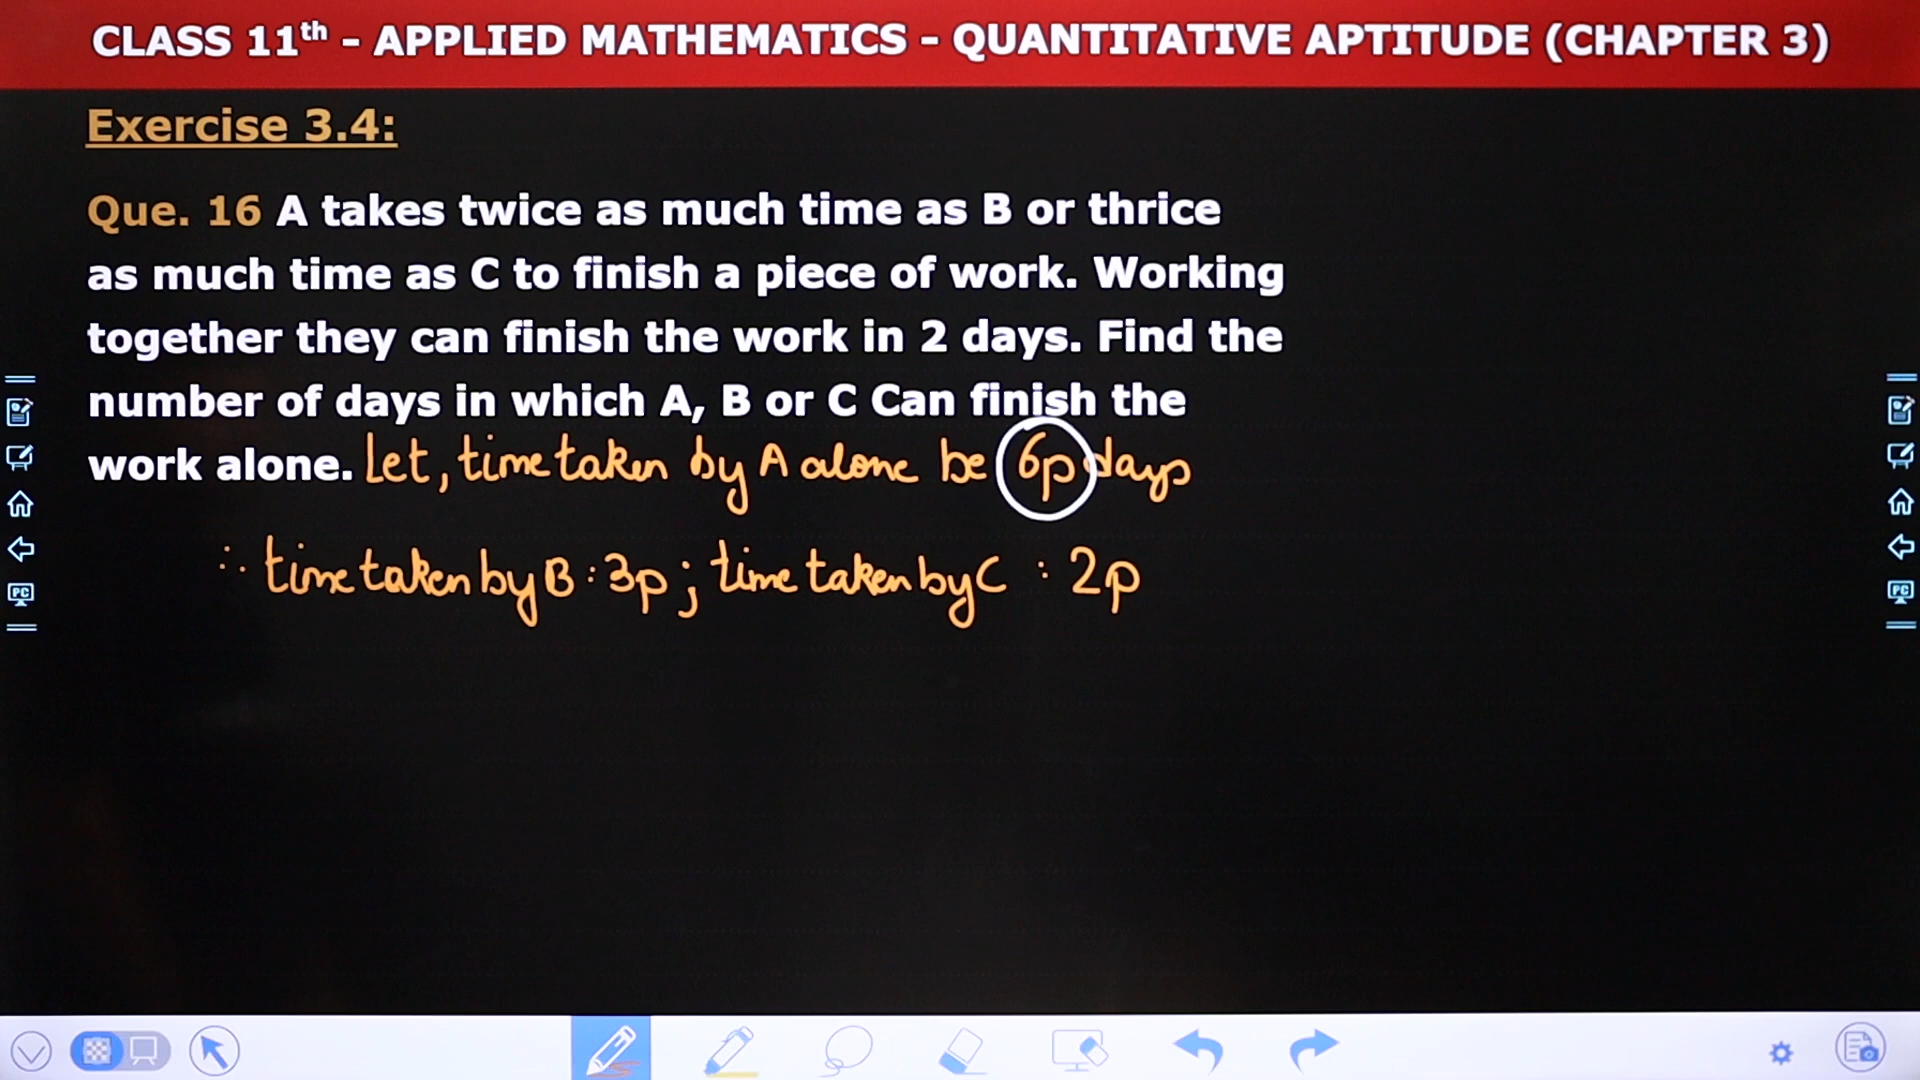 CLASS 11th - APPLIED MATHEMATICS - QUANTITATIVE APTITUDE (CHAPTER 3)
Exercise 3.4:
Que. 16 A takes twice as much time as B or thrice
as much time as C to finish a piece of work. Working
together they can finish the work in 2 days. Find the
number of days in which A, B or C Can finish the
work alone. Let, time taken by A alone be 6p days
∴ time taken by B : 3p ; time taken by C : 2p
PC
PC